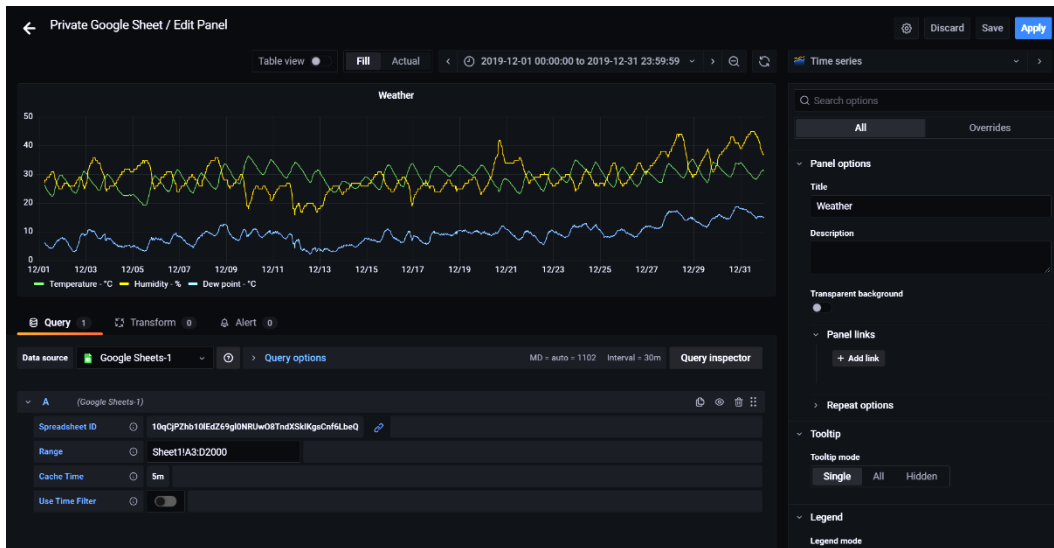 Private Google Sheet / Edit Panel
Discard Save Apply
Table view Fill Actual 2019-12-01 00:00:00 to 2019-12-31 23:59:59 Time series
Weather
Search options
All Overrides
50
40
30
20
10
0
12/01 12/03 12/05 12/07 12/09 12/11 12/13 12/15 12/17 12/19 12/21 12/23 12/25 12/27 12/29 12/31
Temperature - °C Humidity - % Dew point - °C
Panel options
Title
Weather
Description
Transparent background
Panel links
+ Add link
Repeat options
Tooltip
Tooltip mode
Single All Hidden
Legend
Legend mode
Query 1 Transform 0 Alert 0
Data source Google Sheets-1 Query options MD = auto = 1102 Interval = 30m Query inspector
A (Google Sheets-1)
Spreadsheet ID
Range Sheet1!A3:D2000
Cache Time 5m
Use Time Filter